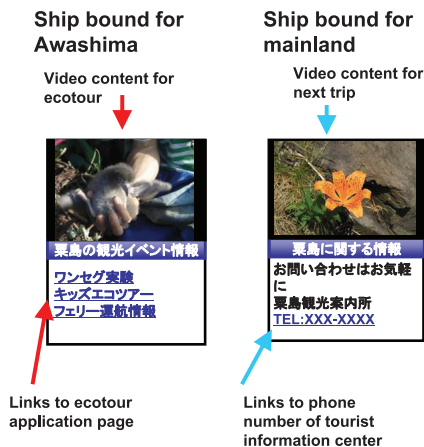 Ship bound for
Awashima
Video content for
ecotour
粟島の観光イベント情報
ワンセグ実験
キッズエコツアー
フェリー運航情報
Links to ecotour
application page
Ship bound for
mainland
Video content for
next trip
粟島に関する情報
お問い合わせはお気軽
に
粟島観光案内所
TEL:XXX-XXXX
Links to phone
number of tourist
information center